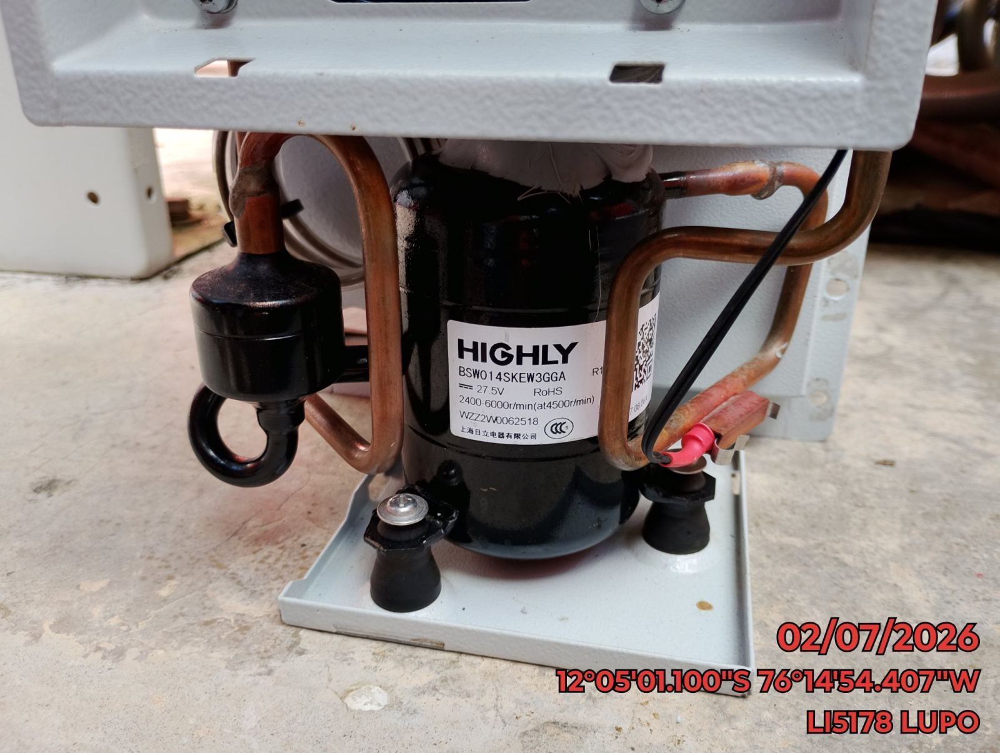 HIGHLY
BSW014SKEW3GGA
27.5V RoHS
2400-6000r/min(at4500r/min)
WZZ2W0062518
上海日立电器有限公司
CCC S
02/07/2026
12°05'01.100"S 76°14'54.407"W
LI5178 LUPO